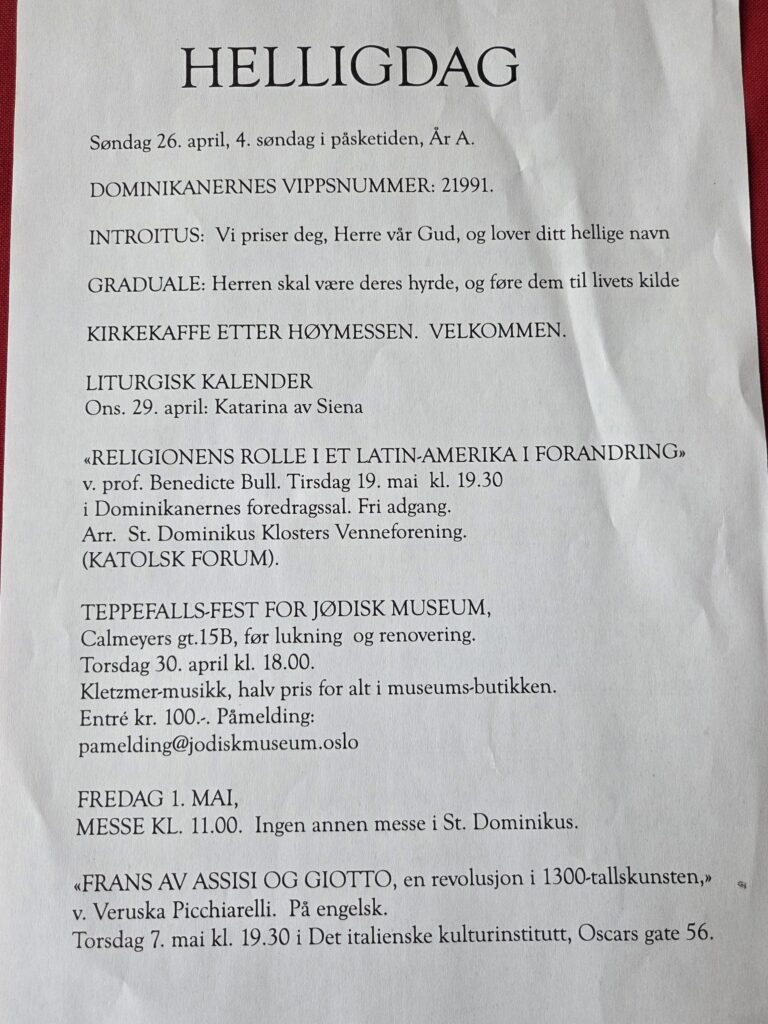 HELLIGDAG
Søndag 26. april, 4. søndag i påsketiden, År A.
DOMINIKANERNES VIPPSNUMMER: 21991.
INTROITUS: Vi priser deg, Herre vår Gud, og lover ditt hellige navn
GRADUALE: Herren skal være deres hyrde, og føre dem til livets kilde
KIRKEKAFFE ETTER HØYMESSEN. VELKOMMEN.
LITURGISK KALENDER
Ons. 29. april: Katarina av Siena
«RELIGIONENS ROLLE I ET LATIN-AMERIKA I FORANDRING»
v. prof. Benedicte Bull. Tirsdag 19. mai kl. 19.30
i Dominikanernes foredragssal. Fri adgang.
Arr. St. Dominikus Klosters Venneforening.
(KATOLSK FORUM).
TEPPEFALLS-FEST FOR JØDISK MUSEUM,
Calmeyers gt.15B, før lukning og renovering.
Torsdag 30. april kl. 18.00.
Kletzmer-musikk, halv pris for alt i museums-butikken.
Entré kr. 100.-. Påmelding:
pamelding@jodiskmuseum.oslo
FREDAG 1. MAI,
MESSE KL. 11.00. Ingen annen messe i St. Dominikus.
«FRANS AV ASSISI OG GIOTTO, en revolusjon i 1300-tallskunsten,»
v. Veruska Picchiarelli. På engelsk.
Torsdag 7. mai kl. 19.30 i Det italienske kulturinstitutt, Oscars gate 56.